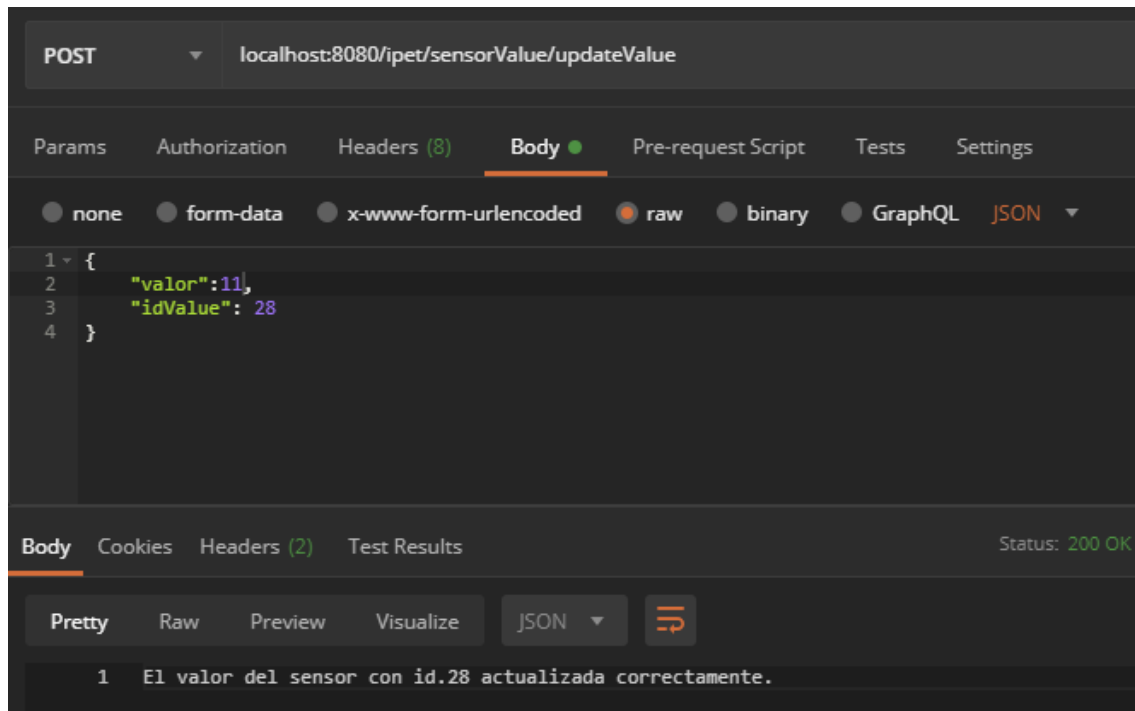 POST localhost:8080/ipet/sensorValue/updateValue
Params Authorization Headers (8) Body Pre-request Script Tests Settings
none form-data x-www-form-urlencoded raw binary GraphQL JSON
1 {
2 "valor":11,
3 "idValue": 28
4 }
Body Cookies Headers (2) Test Results Status: 200 OK
Pretty Raw Preview Visualize JSON
1 El valor del sensor con id.28 actualizada correctamente.